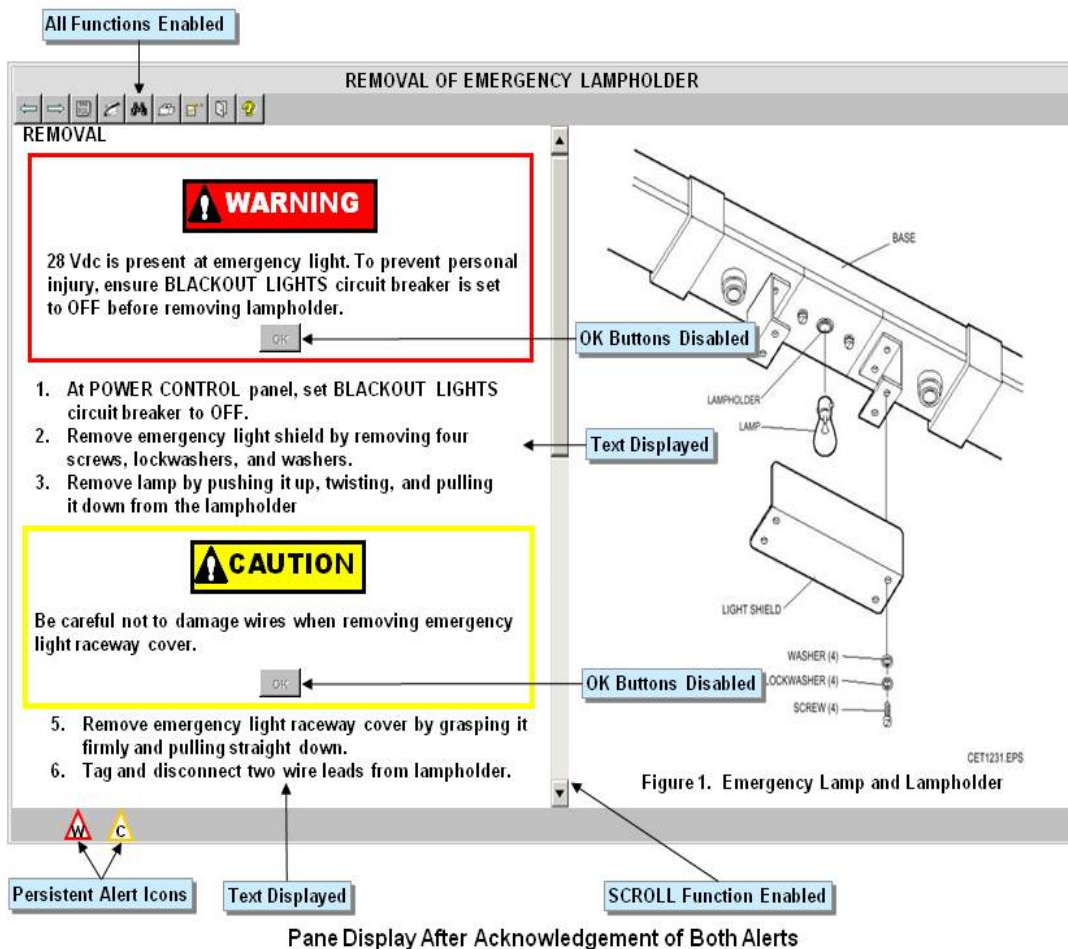 All Functions Enabled
REMOVAL OF EMERGENCY LAMPHOLDER
REMOVAL
WARNING
28 Vdc is present at emergency light. To prevent personal
injury, ensure BLACKOUT LIGHTS circuit breaker is set
to OFF before removing lampholder.
OK
OK Buttons Disabled
1. At POWER CONTROL panel, set BLACKOUT LIGHTS
circuit breaker to OFF.
2. Remove emergency light shield by removing four
screws, lockwashers, and washers.
3. Remove lamp by pushing it up, twisting, and pulling
it down from the lampholder
Text Displayed
CAUTION
Be careful not to damage wires when removing emergency
light raceway cover.
OK
OK Buttons Disabled
5. Remove emergency light raceway cover by grasping it
firmly and pulling straight down.
6. Tag and disconnect two wire leads from lampholder.
BASE
LAMPHOLDER
LAMP
LIGHT SHIELD
WASHER (4)
LOCKWASHER (4)
SCREW (4)
CET1231.EPS
Figure 1. Emergency Lamp and Lampholder
W
C
Persistent Alert Icons
Text Displayed
SCROLL Function Enabled
Pane Display After Acknowledgement of Both Alerts